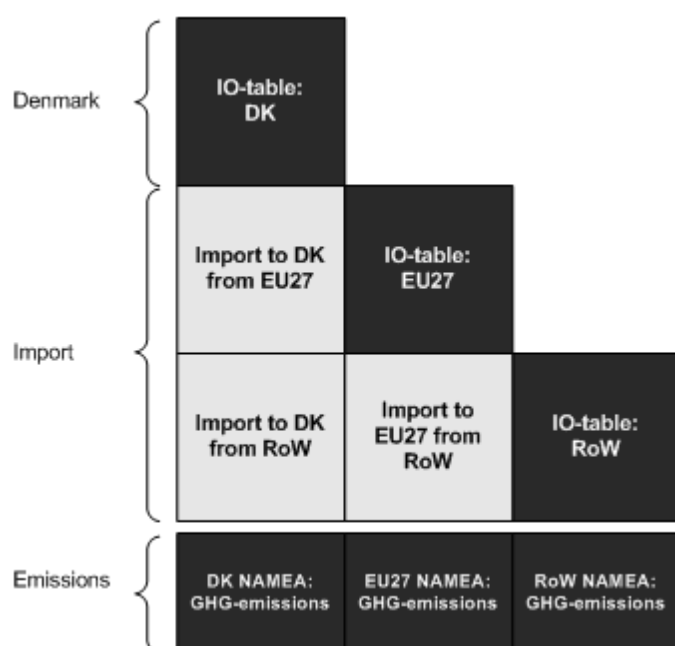 Denmark
IO-table:
DK
Import
Import to DK
from EU27
IO-table:
EU27
Import to DK
from RoW
Import to
EU27 from
RoW
IO-table:
RoW
Emissions
DK NAMEA:
GHG-emissions
EU27 NAMEA:
GHG-emissions
RoW NAMEA:
GHG-emissions